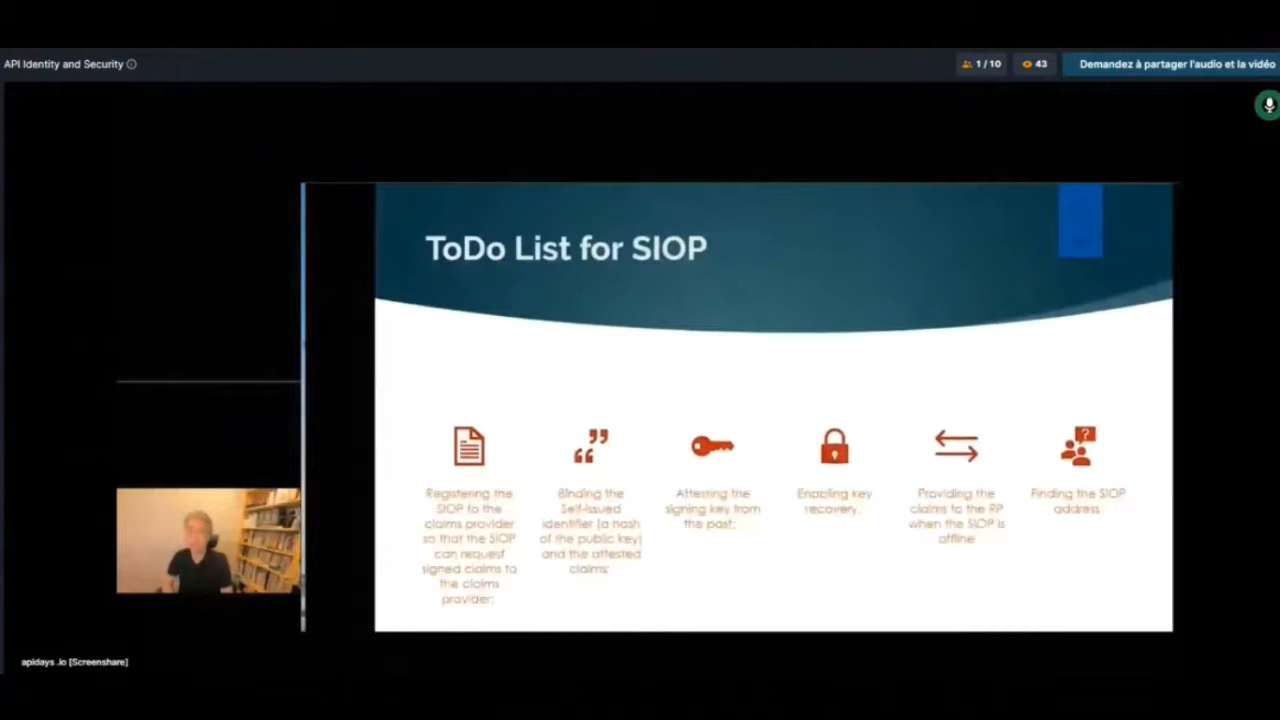 API Identity and Security
1 / 10
43
Demandez à partager l'audio et la vidéo
ToDo List for SIOP
Registering the
SIOP to the
claims provider
so that the SIOP
can request
signed claims to
the claims
provider;
Binding the
Self-Issued
identifier (a hash
of the public key)
and the attested
claims;
Attesting the
signing key from
the past;
Enabling key
recovery.
Providing the
claims to the RP
when the SIOP is
offline
Finding the SIOP
address
apidays .io [Screenshare]